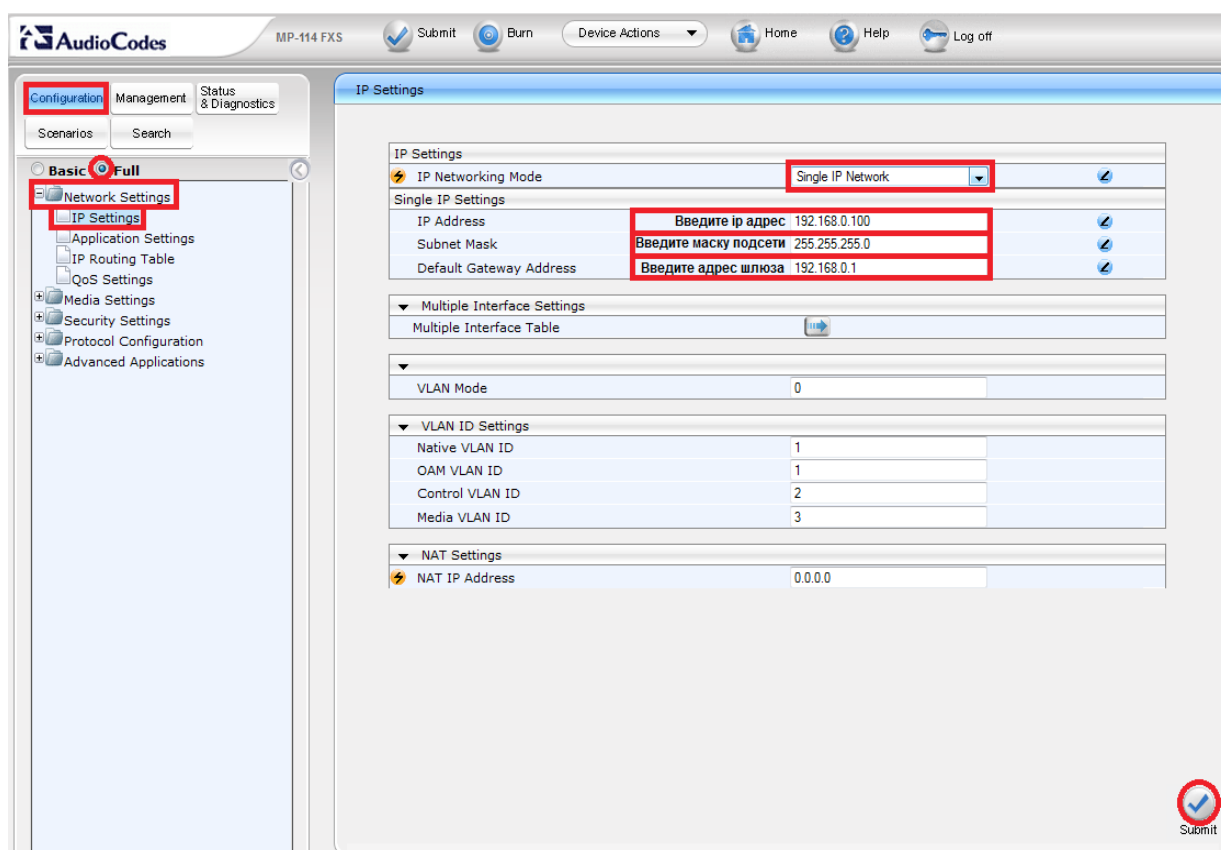 AudioCodes MP-114 FXS Submit Burn Device Actions Home Help Log off
Configuration Management Status & Diagnostics
Scenarios Search
Basic Full
Network Settings
IP Settings
Application Settings
IP Routing Table
QoS Settings
Media Settings
Security Settings
Protocol Configuration
Advanced Applications
IP Settings
IP Settings
IP Networking Mode Single IP Network
Single IP Settings
IP Address Введите ip адрес 192.168.0.100
Subnet Mask Введите маску подсети 255.255.255.0
Default Gateway Address Введите адрес шлюза 192.168.0.1
Multiple Interface Settings
Multiple Interface Table
VLAN Mode 0
VLAN ID Settings
Native VLAN ID 1
OAM VLAN ID 1
Control VLAN ID 2
Media VLAN ID 3
NAT Settings
NAT IP Address 0.0.0.0
Submit